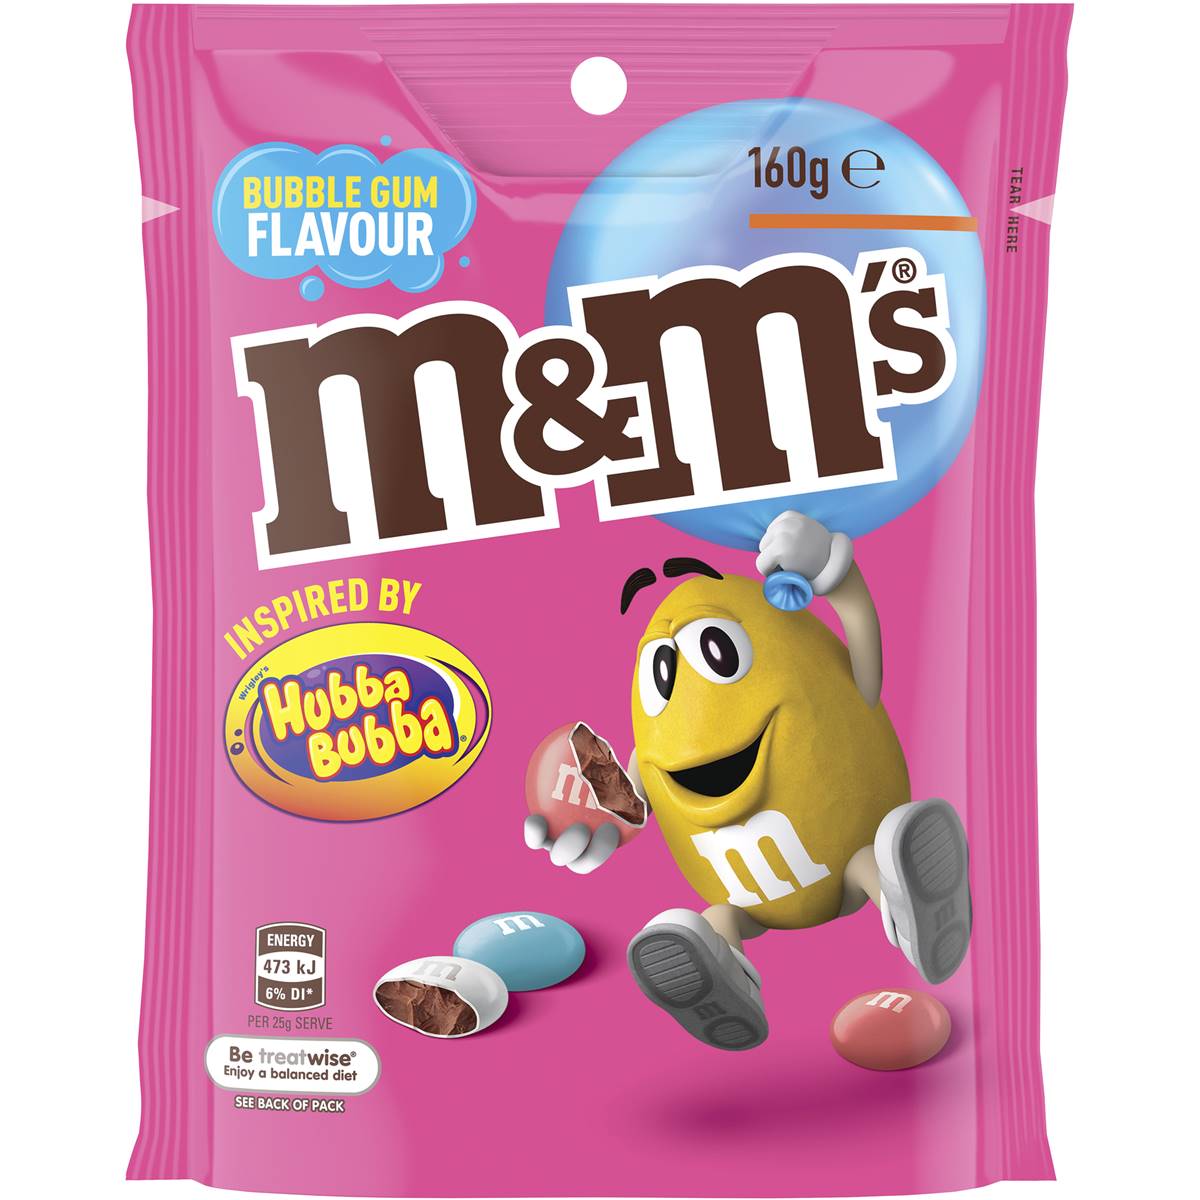 160g ℮
TEAR HERE
BUBBLE GUM
FLAVOUR
m&m's®
INSPIRED BY
Wrigley's
Hubba
Bubba®
m
m
m
m
m
ENERGY
473 kJ
6% DI*
PER 25g SERVE
Be treatwise®
Enjoy a balanced diet
SEE BACK OF PACK